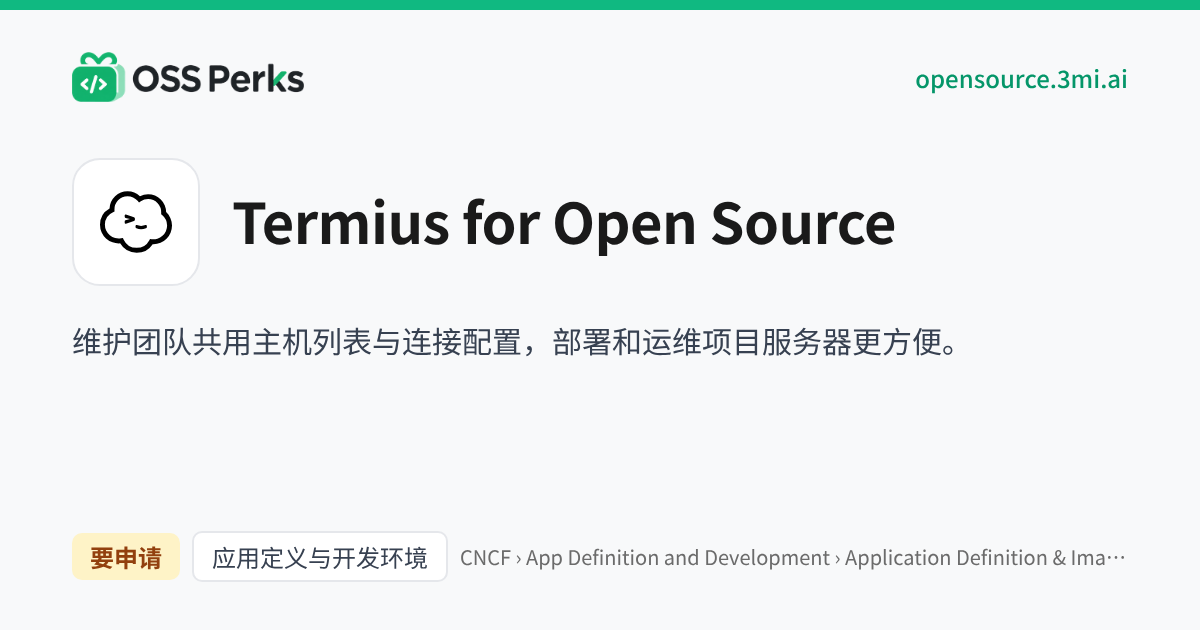 OSS Perks
opensource.3mi.ai
Termius for Open Source
维护团队共用主机列表与连接配置，部署和运维项目服务器更方便。
要申请
应用定义与开发环境
CNCF › App Definition and Development › Application Definition & Ima…